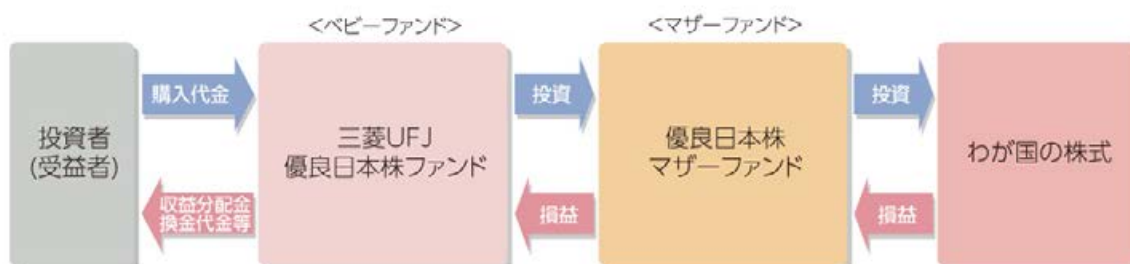 <ベビーファンド>
<マザーファンド>
投資者
(受益者)
購入代金
収益分配金
換金代金等
三菱UFJ
優良日本株ファンド
投資
損益
優良日本株
マザーファンド
投資
損益
わが国の株式